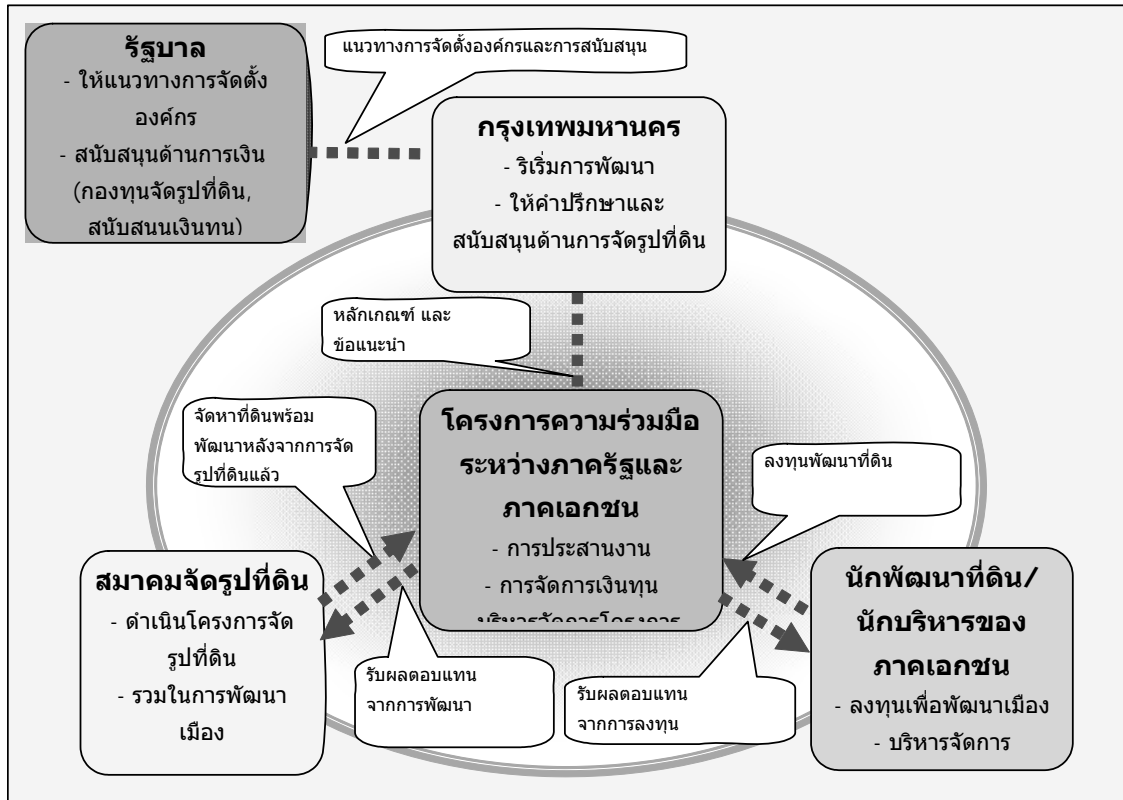 รัฐบาล
- ให้แนวทางการจัดตั้ง
องค์กร
- สนับสนุนด้านการเงิน
(กองทุนจัดรูปที่ดิน,
สนับสนนเงินทน)
แนวทางการจัดตั้งองค์กรและการสนับสนุน
กรุงเทพมหานคร
- ริเริ่มการพัฒนา
- ให้คำปรึกษาและ
สนับสนุนด้านการจัดรูปที่ดิน
หลักเกณฑ์ และ
ข้อแนะนำ
จัดหาที่ดินพร้อม
พัฒนาหลังจากการจัด
รูปที่ดินแล้ว
โครงการความร่วมมือ
ระหว่างภาครัฐและ
ภาคเอกชน
- การประสานงาน
- การจัดการเงินทุน
บริหารจัดการโครงการ
ลงทุนพัฒนาที่ดิน
สมาคมจัดรูปที่ดิน
- ดำเนินโครงการจัด
รูปที่ดิน
- รวมในการพัฒนา
เมือง
รับผลตอบแทน
จากการพัฒนา
รับผลตอบแทน
จากการลงทุน
นักพัฒนาที่ดิน/
นักบริหารของ
ภาคเอกชน
- ลงทุนเพื่อพัฒนาเมือง
- บริหารจัดการ